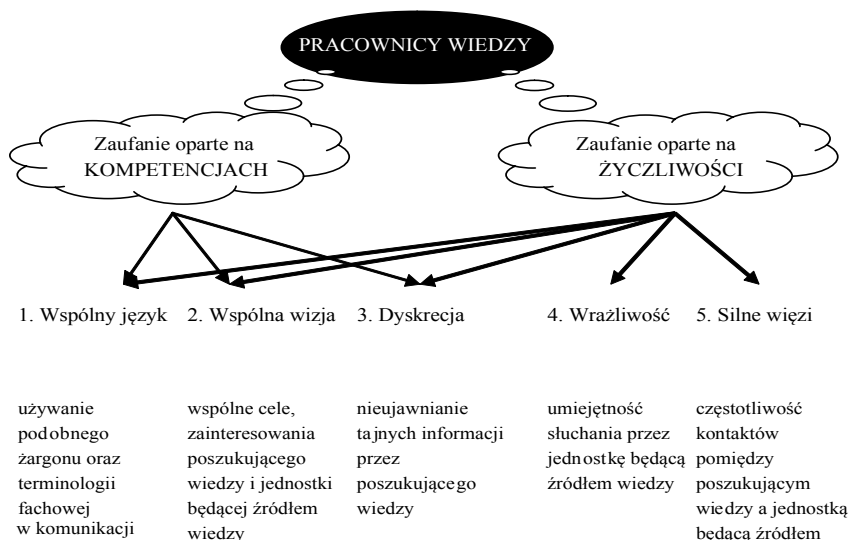 PRACOWNICY WIEDZY
Zaufanie oparte na
KOMPETENCJACH
Zaufanie oparte na
ŻYCZLIWOŚCI
1. Wspólny język
2. Wspólna wizja
3. Dyskrecja
4. Wrażliwość
5. Silne więzi
używanie
podobnego
żargonu oraz
terminologii
fachowej
w komunikacji
wspólne cele,
zainteresowania
poszukującego
wiedzy i jednostki
będącej źródłem
wiedzy
nieujawnianie
tajnych informacji
przez
poszukującego
wiedzy
umiejętność
słuchania przez
jednostkę będącą
źródłem wiedzy
częstotliwość
kontaktów
pomiędzy
poszukującym
wiedzy a jednostką
będącą źródłem